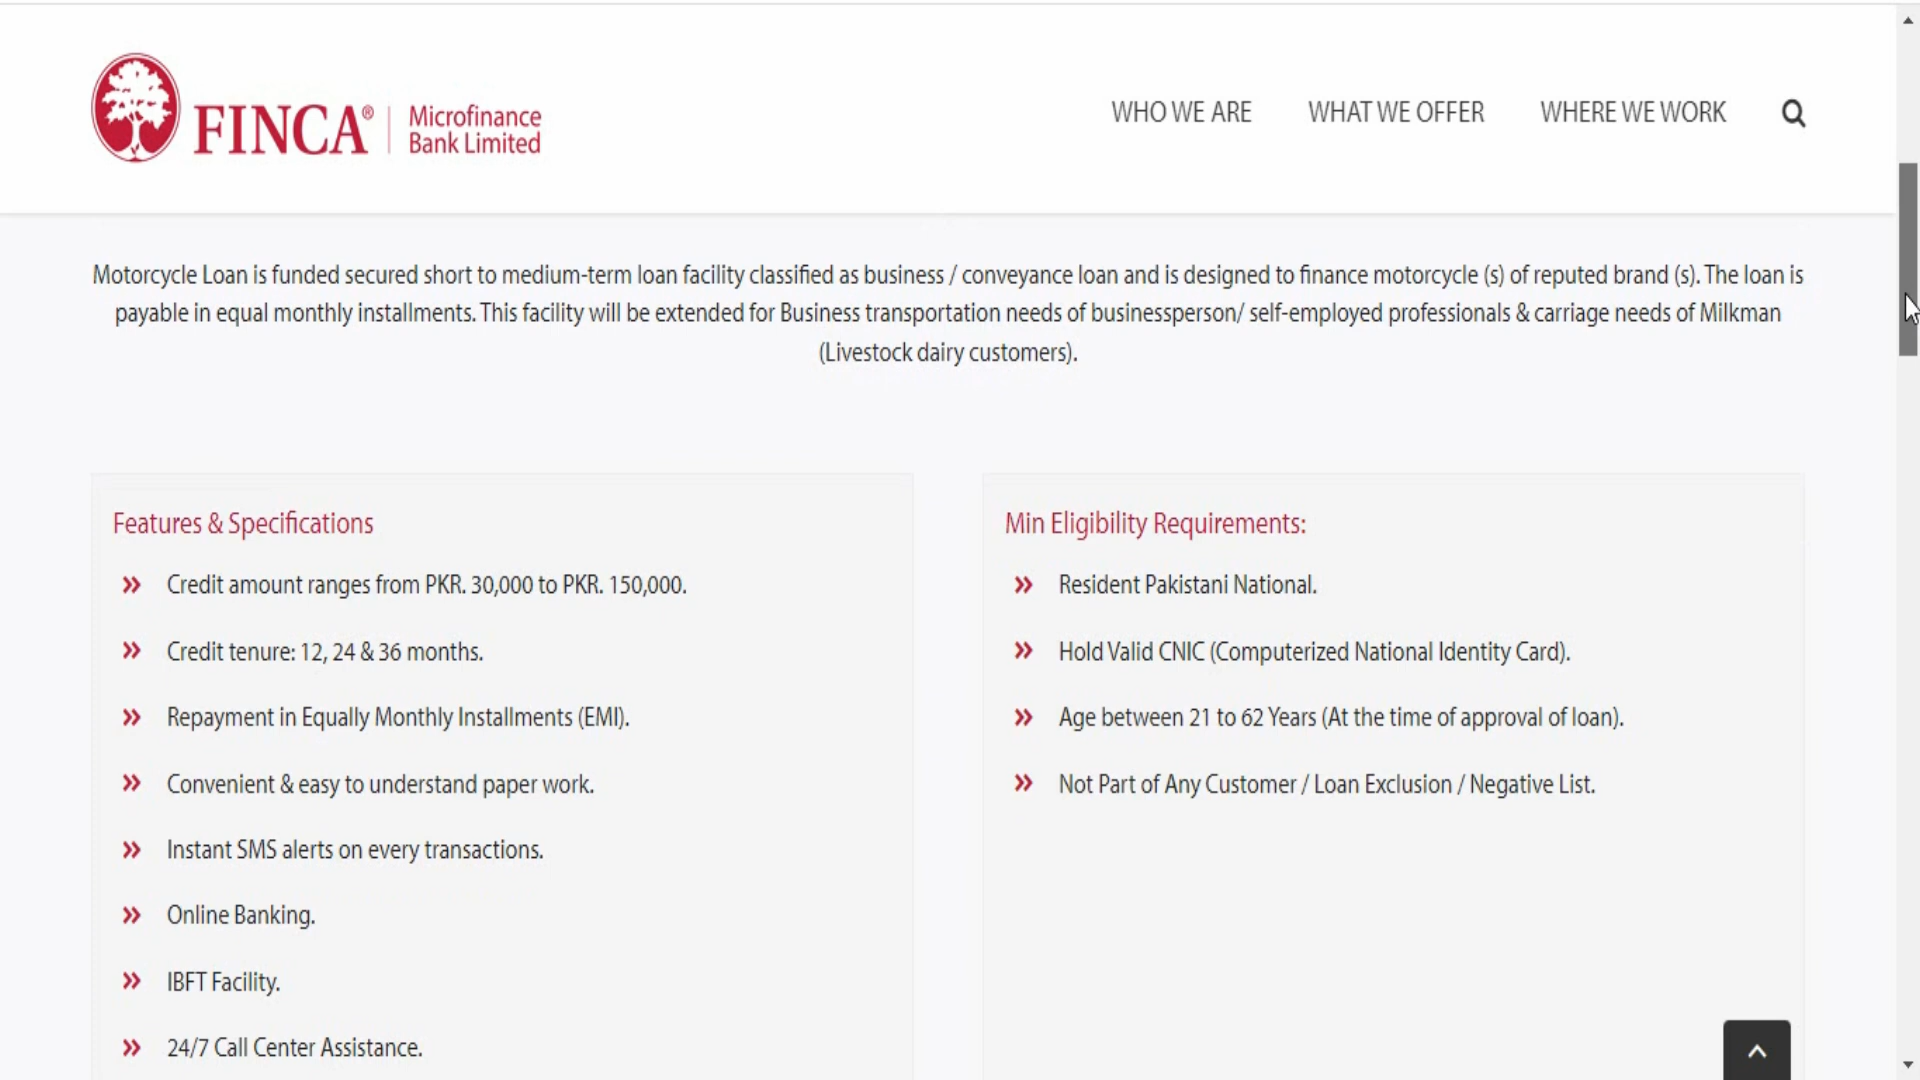 FINCA® | Microfinance
Bank Limited
WHO WE ARE
WHAT WE OFFER
WHERE WE WORK
Motorcycle Loan is funded secured short to medium-term loan facility classified as business / conveyance loan and is designed to finance motorcycle (s) of reputed brand (s). The loan is
payable in equal monthly installments. This facility will be extended for Business transportation needs of businessperson/ self-employed professionals & carriage needs of Milkman
(Livestock dairy customers).
Features & Specifications
» Credit amount ranges from PKR. 30,000 to PKR. 150,000.
» Credit tenure: 12, 24 & 36 months.
» Repayment in Equally Monthly Installments (EMI).
» Convenient & easy to understand paper work.
» Instant SMS alerts on every transactions.
» Online Banking.
» IBFT Facility.
» 24/7 Call Center Assistance.
Min Eligibility Requirements:
» Resident Pakistani National.
» Hold Valid CNIC (Computerized National Identity Card).
» Age between 21 to 62 Years (At the time of approval of loan).
» Not Part of Any Customer / Loan Exclusion / Negative List.